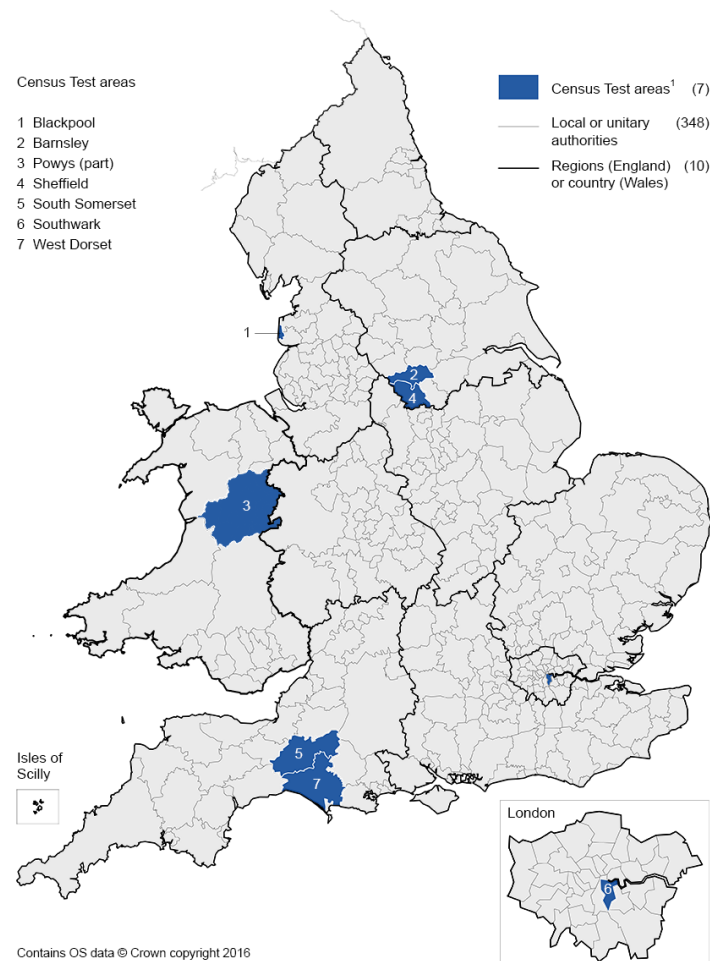 Census Test areas
1 Blackpool
2 Barnsley
3 Powys (part)
4 Sheffield
5 South Somerset
6 Southwark
7 West Dorset
Census Test areas¹ (7)
Local or unitary (348)
authorities
Regions (England) (10)
or country (Wales)
1
2
4
3
5
7
Isles of
Scilly
London
6
Contains OS data © Crown copyright 2016